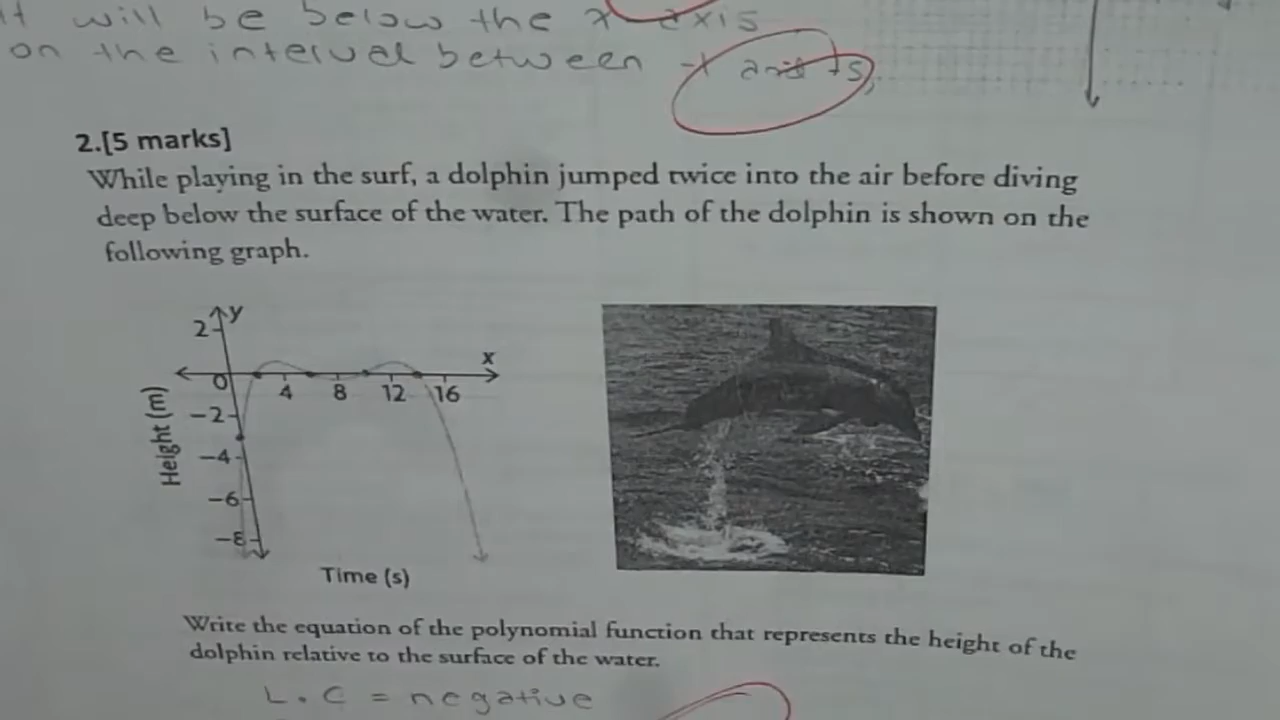 It will be below the x axis
on the interval between
2.[5 marks]
While playing in the surf, a dolphin jumped twice into the air before diving
deep below the surface of the water. The path of the dolphin is shown on the
following graph.
y
2
x
0 4 8 12 16
-2
-4
-6
-8
Height (m)
Time (s)
Write the equation of the polynomial function that represents the height of the
dolphin relative to the surface of the water.
L.C = negative